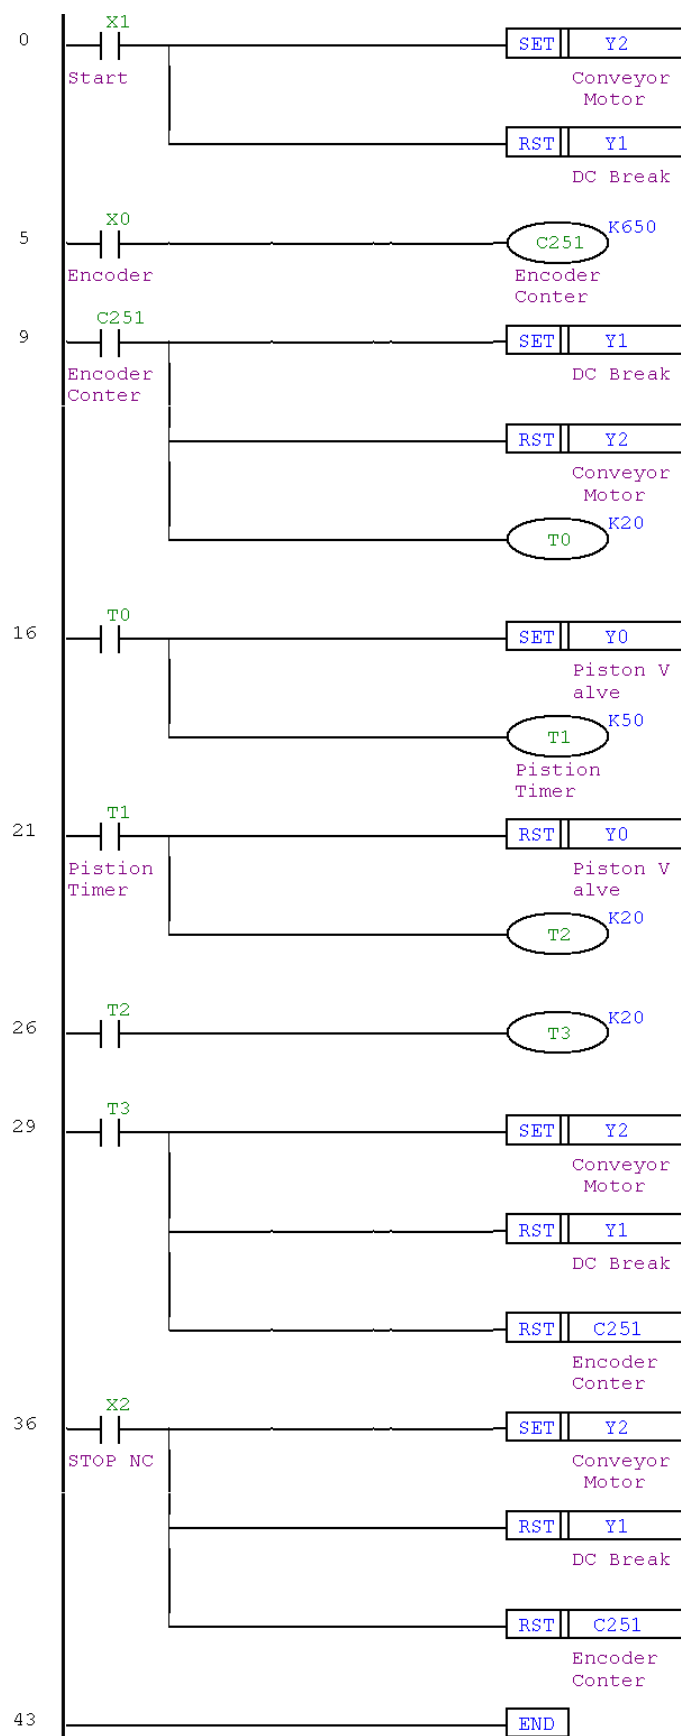 X1
0
SET Y2
Start
Conveyor
Motor
RST Y1
DC Break
X0
5
C251
K650
Encoder
Encoder
Conter
C251
9
SET Y1
Encoder
Conter
DC Break
RST Y2
Conveyor
Motor
K20
T0
T0
16
SET Y0
Piston V
alve
K50
T1
Pistion
Timer
T1
21
RST Y0
Pistion
Timer
Piston V
alve
K20
T2
T2
26
K20
T3
T3
29
SET Y2
Conveyor
Motor
RST Y1
DC Break
RST C251
Encoder
Conter
X2
36
SET Y2
STOP NC
Conveyor
Motor
RST Y1
DC Break
RST C251
Encoder
Conter
43
END